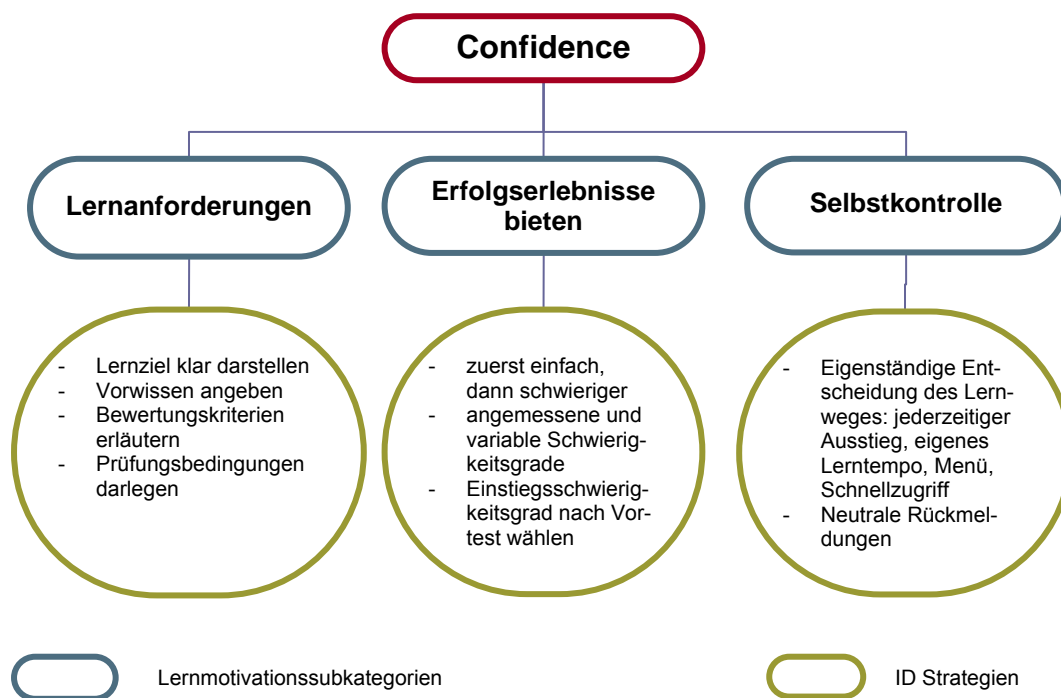 Confidence
Lernanforderungen
Erfolgserlebnisse
bieten
Selbstkontrolle
- Lernziel klar darstellen
- Vorwissen angeben
- Bewertungskriterien
erläutern
- Prüfungsbedingungen
darlegen
- zuerst einfach,
dann schwieriger
- angemessene und
variable Schwierig-
keitsgrade
- Einstiegsschwierig-
keitsgrad nach Vor-
test wählen
- Eigenständige Ent-
scheidung des Lern-
weges: jederzeitiger
Ausstieg, eigenes
Lerntempo, Menü,
Schnellzugriff
- Neutrale Rückmel-
dungen
Lernmotivationssubkategorien
ID Strategien